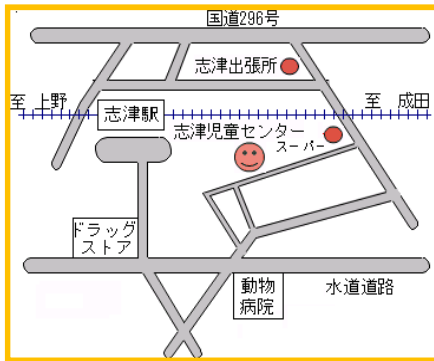 国道296号
志津出張所
至 上野
志津駅
至 成田
志津児童センター
スーパー
ドラッグ
ストア
動物
病院
水道道路